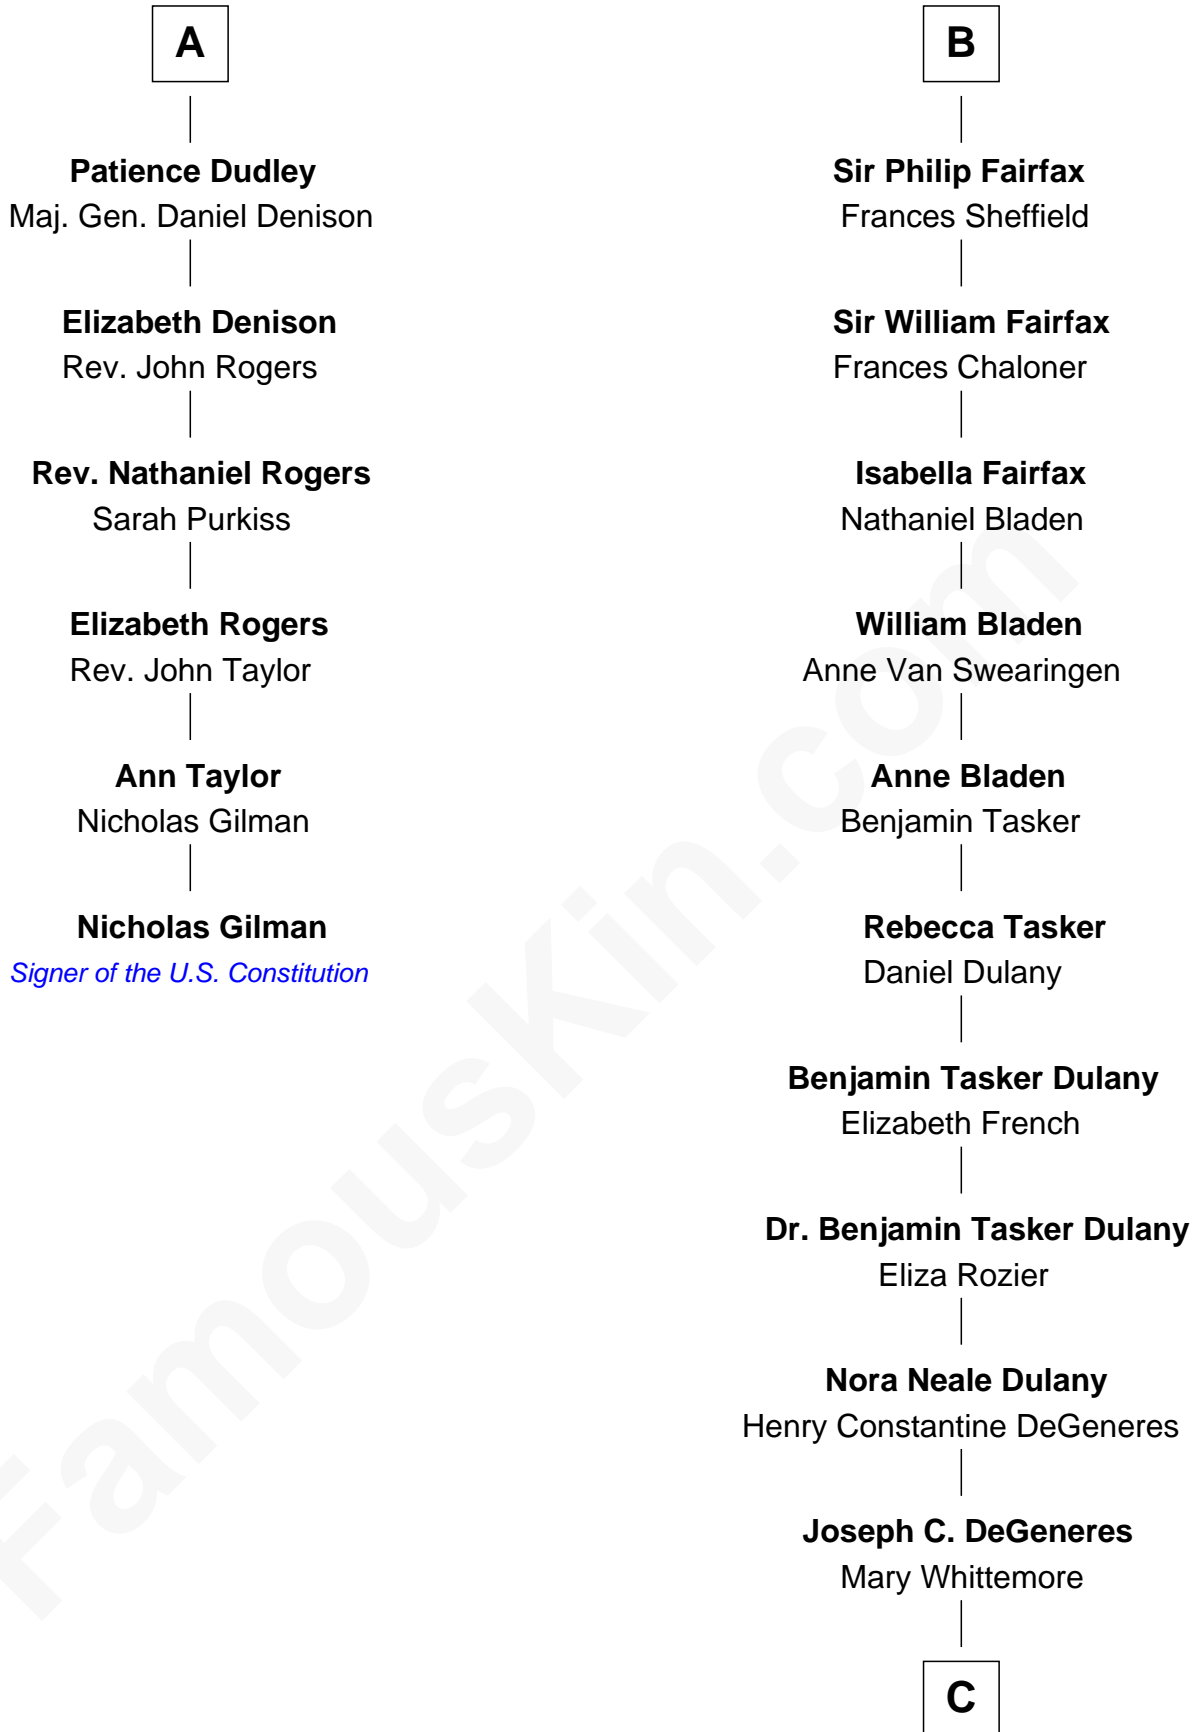 A
Patience Dudley
Maj. Gen. Daniel Denison
Elizabeth Denison
Rev. John Rogers
Rev. Nathaniel Rogers
Sarah Purkiss
Elizabeth Rogers
Rev. John Taylor
Ann Taylor
Nicholas Gilman
Nicholas Gilman
Signer of the U.S. Constitution
B
Sir Philip Fairfax
Frances Sheffield
Sir William Fairfax
Frances Chaloner
Isabella Fairfax
Nathaniel Bladen
William Bladen
Anne Van Swearingen
Anne Bladen
Benjamin Tasker
Rebecca Tasker
Daniel Dulany
Benjamin Tasker Dulany
Elizabeth French
Dr. Benjamin Tasker Dulany
Eliza Rozier
Nora Neale Dulany
Henry Constantine DeGeneres
Joseph C. DeGeneres
Mary Whittemore
C
FamousKin.com